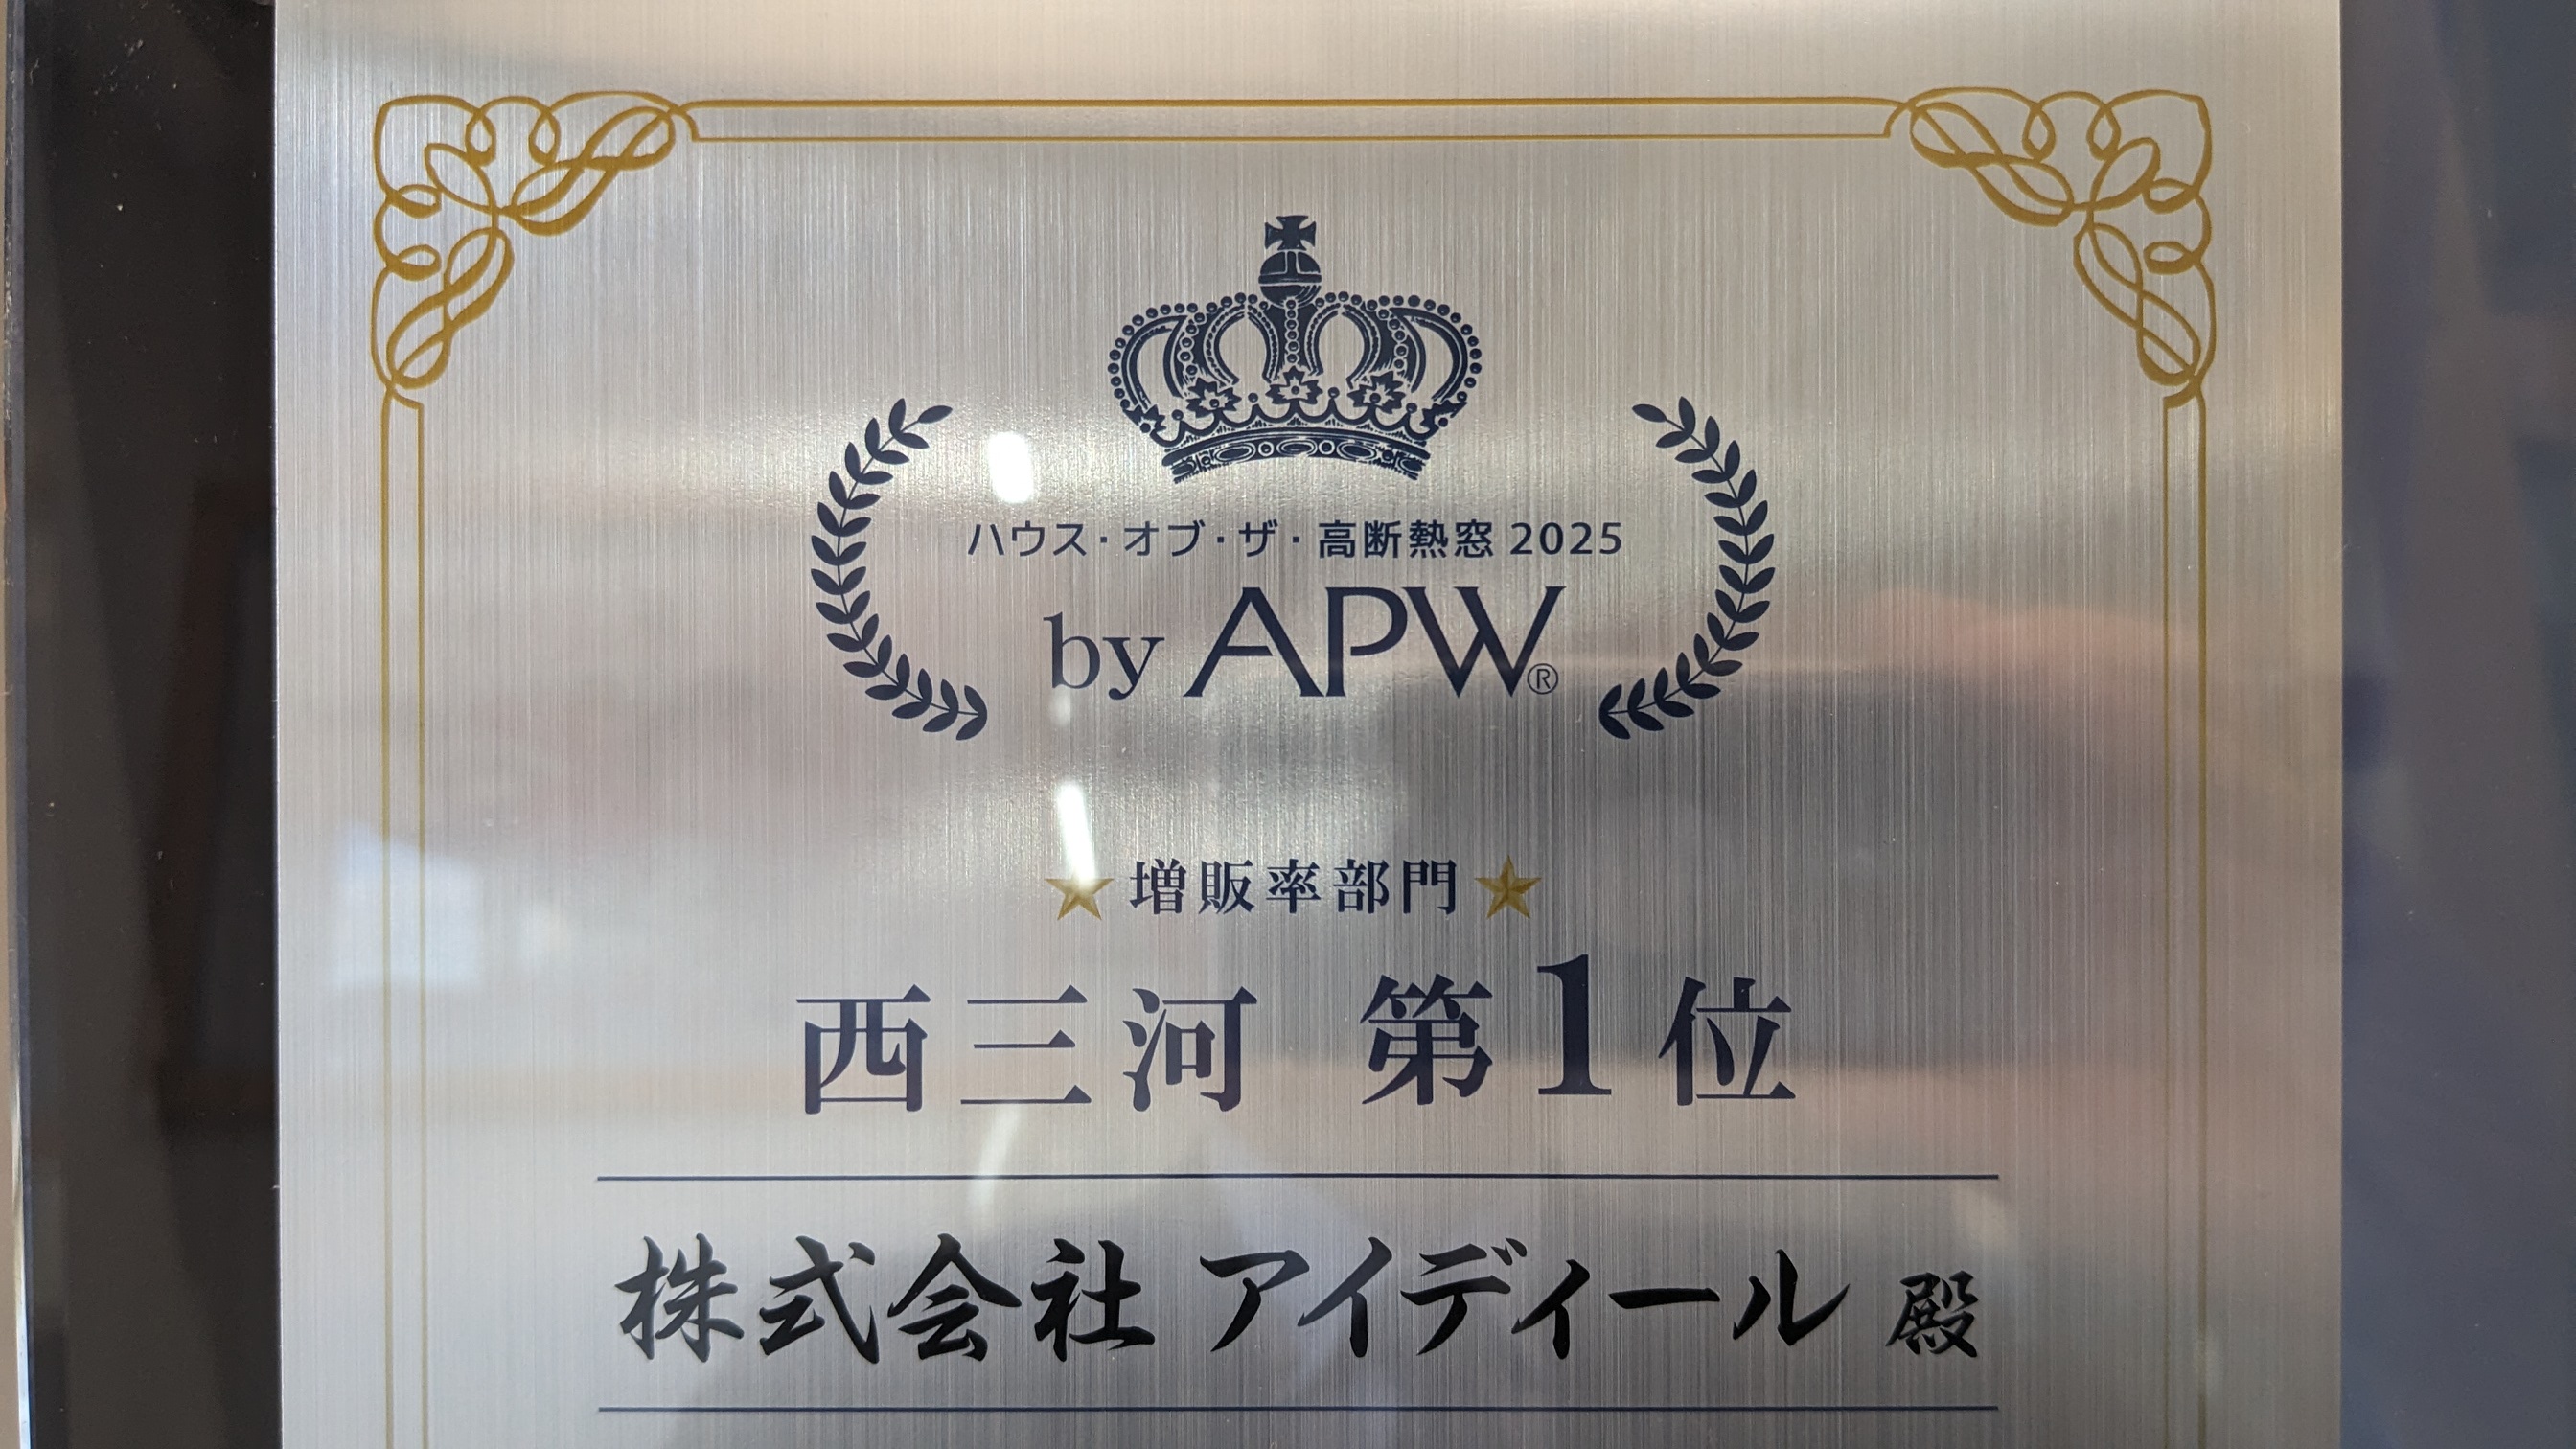 ハウス・オブ・ザ・高断熱窓 2025
by APW®
★増販率部門★
西三河 第1位
株式会社 アイディール 殿